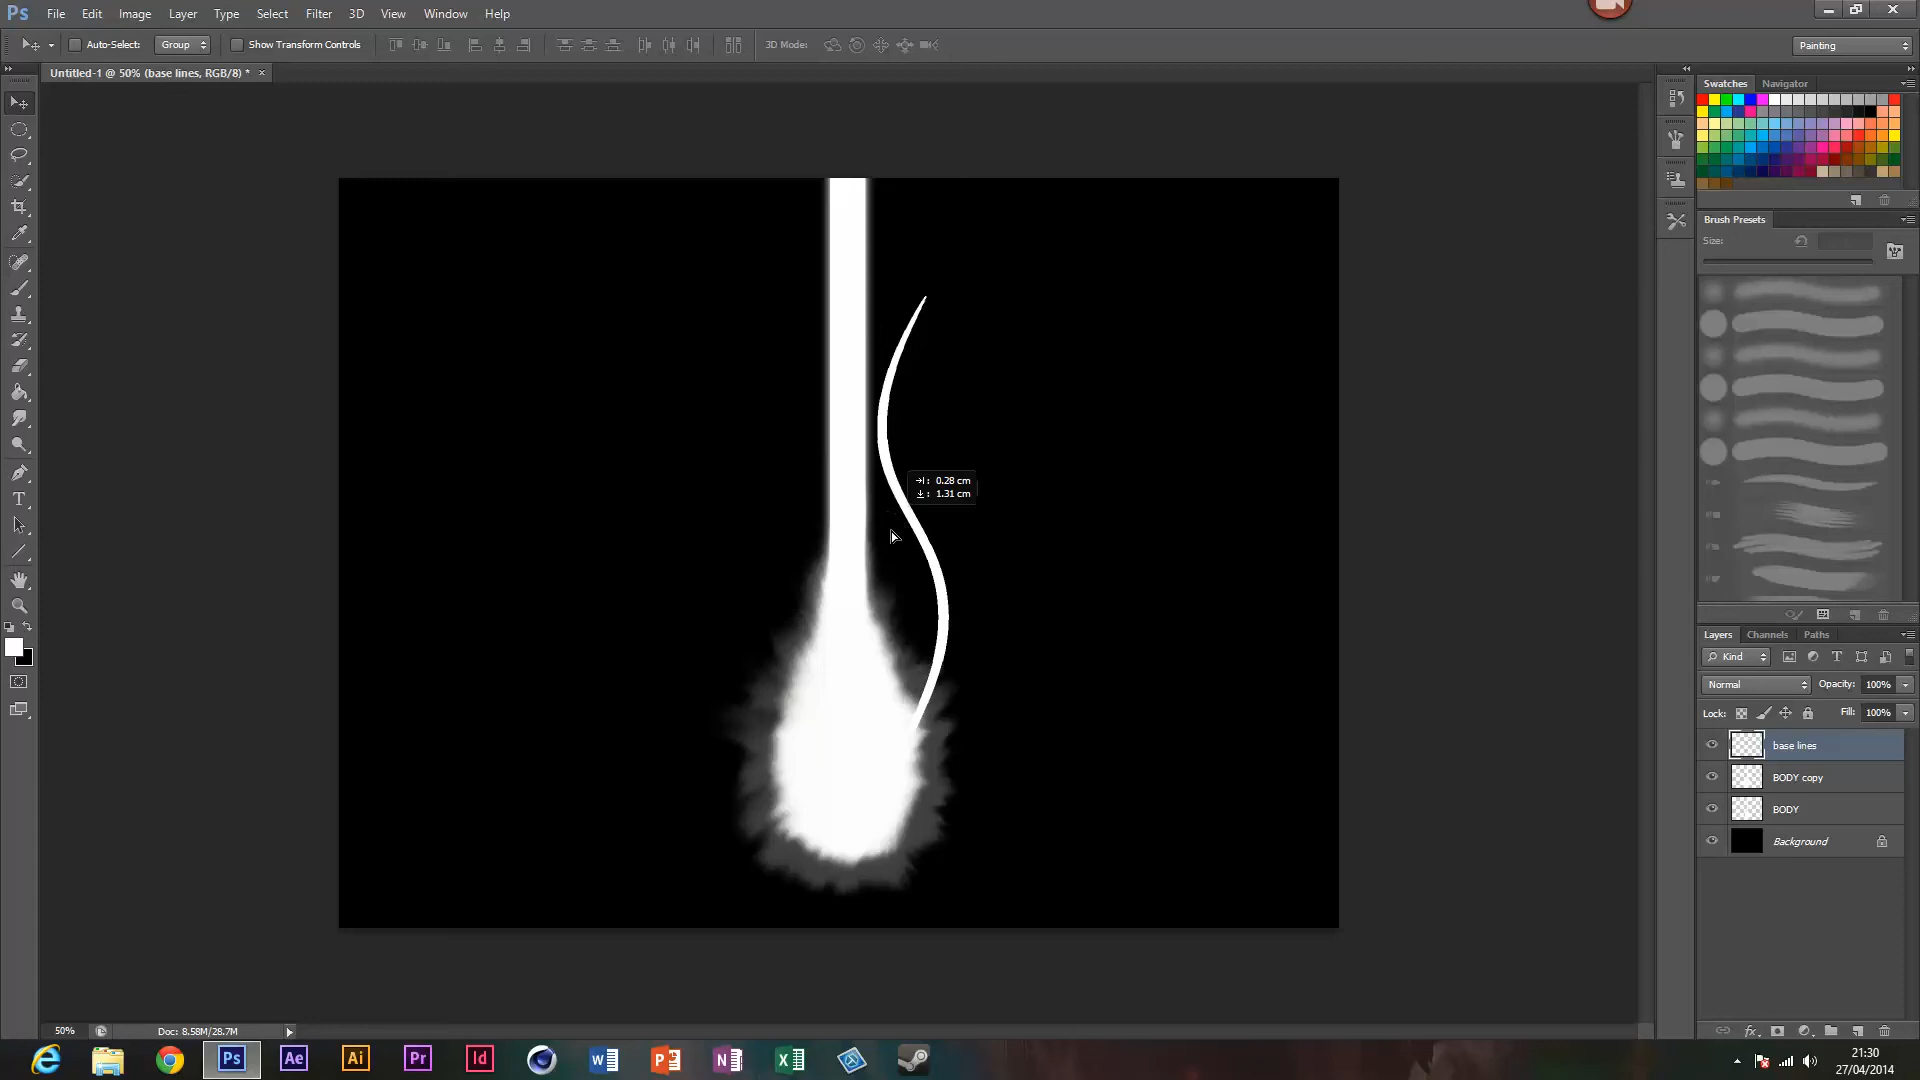 Ps File Edit Image Layer Type Select Filter 3D View Window Help
Auto-Select: Group Show Transform Controls 3D Mode: Painting
Untitled-1 @ 50% (base lines, RGB/8) * ×
Swatches Navigator
Brush Presets
Size:
0.28 cm
1.31 cm
Layers Channels Paths
Kind
Normal Opacity: 100%
Lock: Fill: 100%
base lines
BODY copy
BODY
Background
50% Doc: 8.58M/28.7M
Ps Ae Ai Pr Id
21:30
27/04/2014